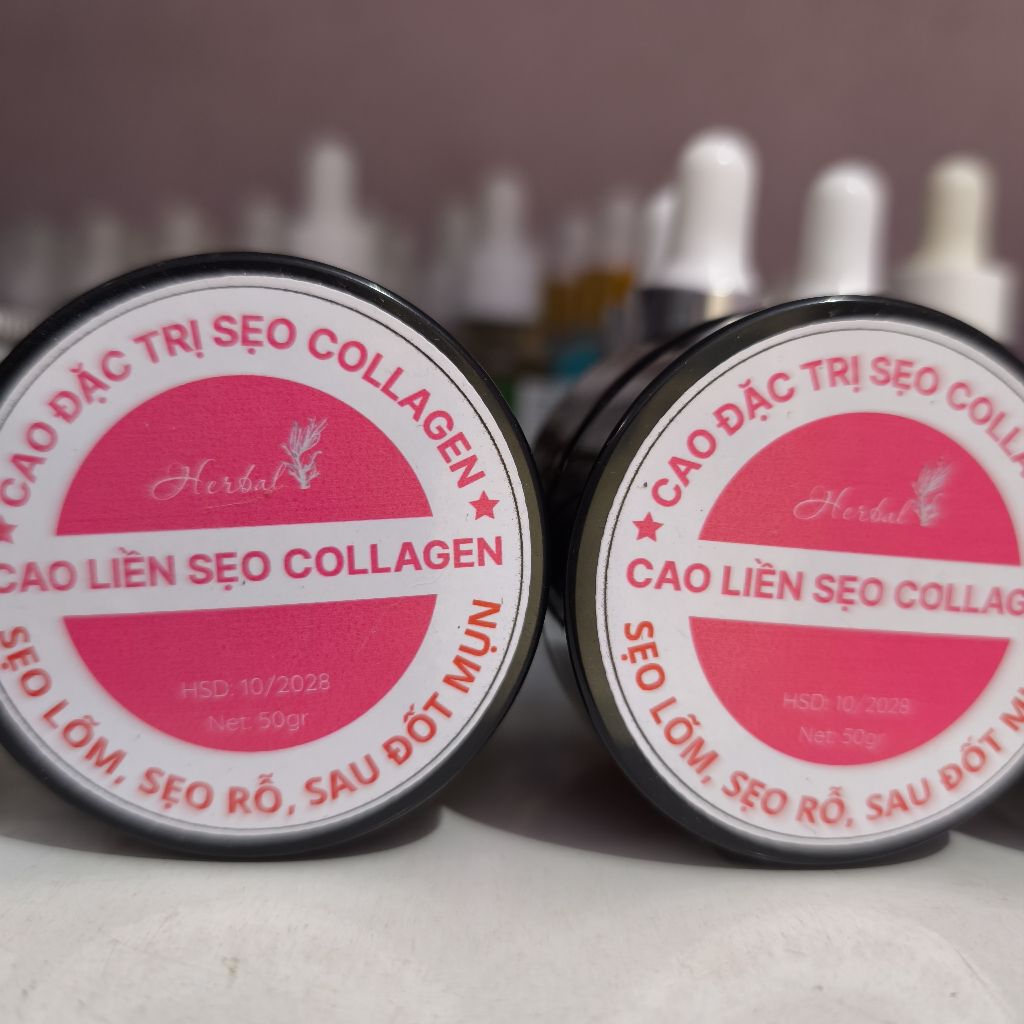 CAO ĐẶC TRỊ SẸO COLLAGEN
Herbal
CAO LIỀN SẸO COLLAGEN
HSD: 10/2028
Net: 50gr
SẸO LÕM, SẸO RỖ, SAU ĐỐT MỤN
CAO ĐẶC TRỊ SẸO COLLA
Herbal
CAO LIỀN SẸO COLLAG
HSD: 10/2028
Net: 50gr
SẸO LÕM, SẸO RỖ, SAU ĐỐT M